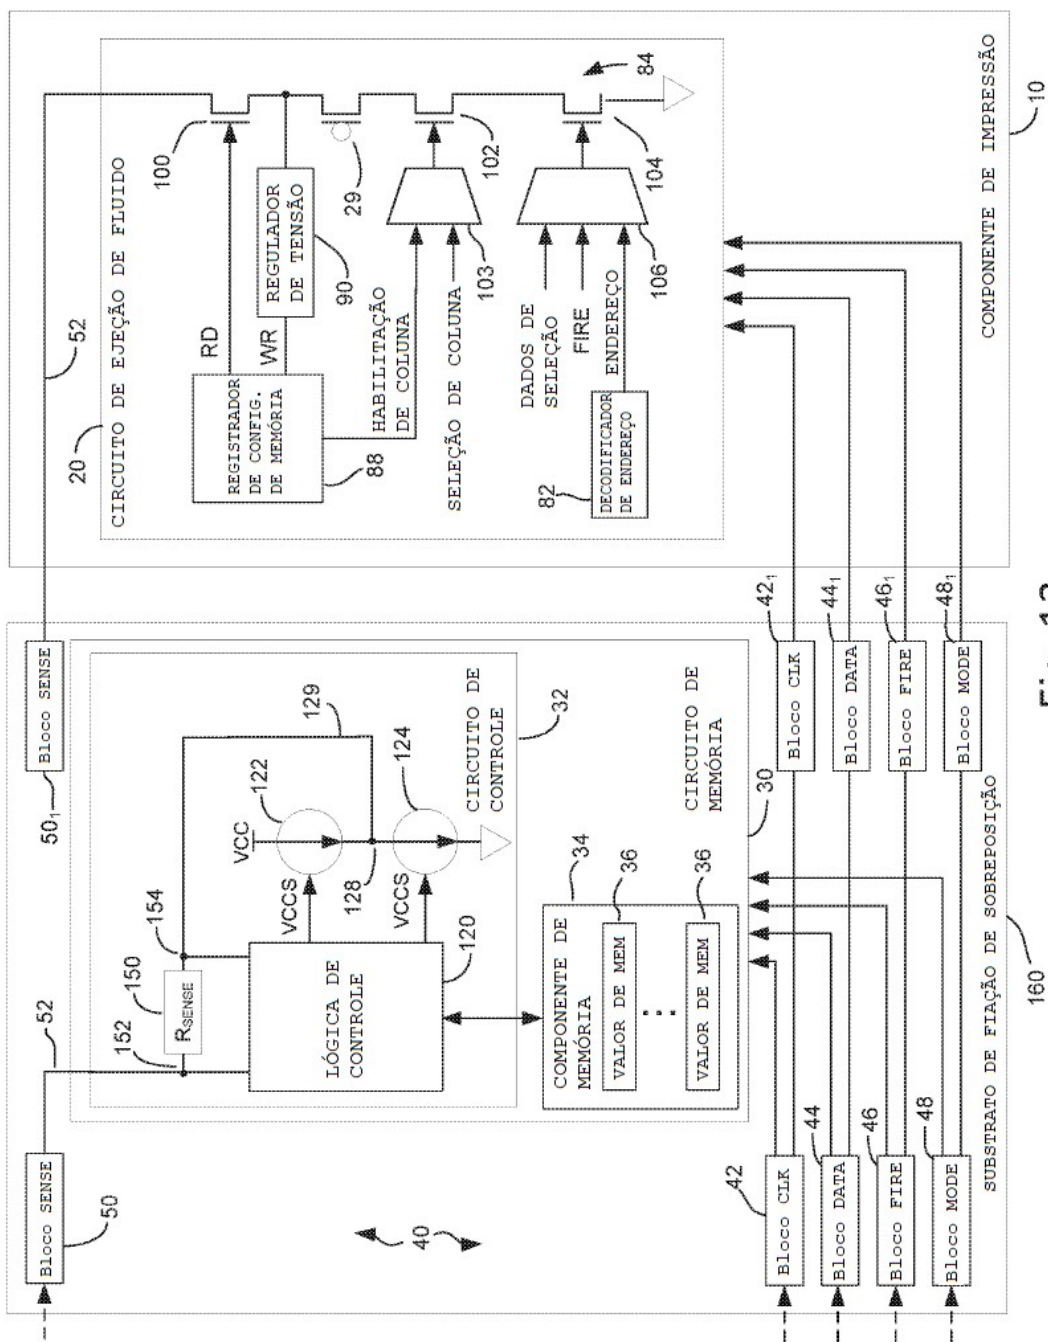 Bloco SENSE
50
52
40
152
RSENSE
150
154
LÓGICA DE
CONTROLE
120
VCCS
VCCS
VCC
122
124
128
129
CIRCUITO DE
CONTROLE
32
COMPONENTE DE
MEMÓRIA
34
VALOR DE MEM
36
VALOR DE MEM
36
CIRCUITO DE
MEMÓRIA
30
Bloco SENSE
50₁
Bloco CLK
42
Bloco DATA
44
Bloco FIRE
46
Bloco MODE
48
Bloco CLK
42₁
Bloco DATA
44₁
Bloco FIRE
46₁
Bloco MODE
48₁
SUBSTRATO DE FIAÇÃO DE SOBREPOSIÇÃO
160
52
20
CIRCUITO DE EJEÇÃO DE FLUIDO
REGISTRADOR
DE CONFIG.
DE MEMÓRIA
88
RD
WR
REGULADOR
DE TENSÃO
90
100
29
HABILITAÇÃO
DE COLUNA
SELEÇÃO DE COLUNA
103
102
DADOS DE
SELEÇÃO
FIRE
ENDEREÇO
DECODIFICADOR
DE ENDEREÇO
82
106
104
84
COMPONENTE DE IMPRESSÃO
10